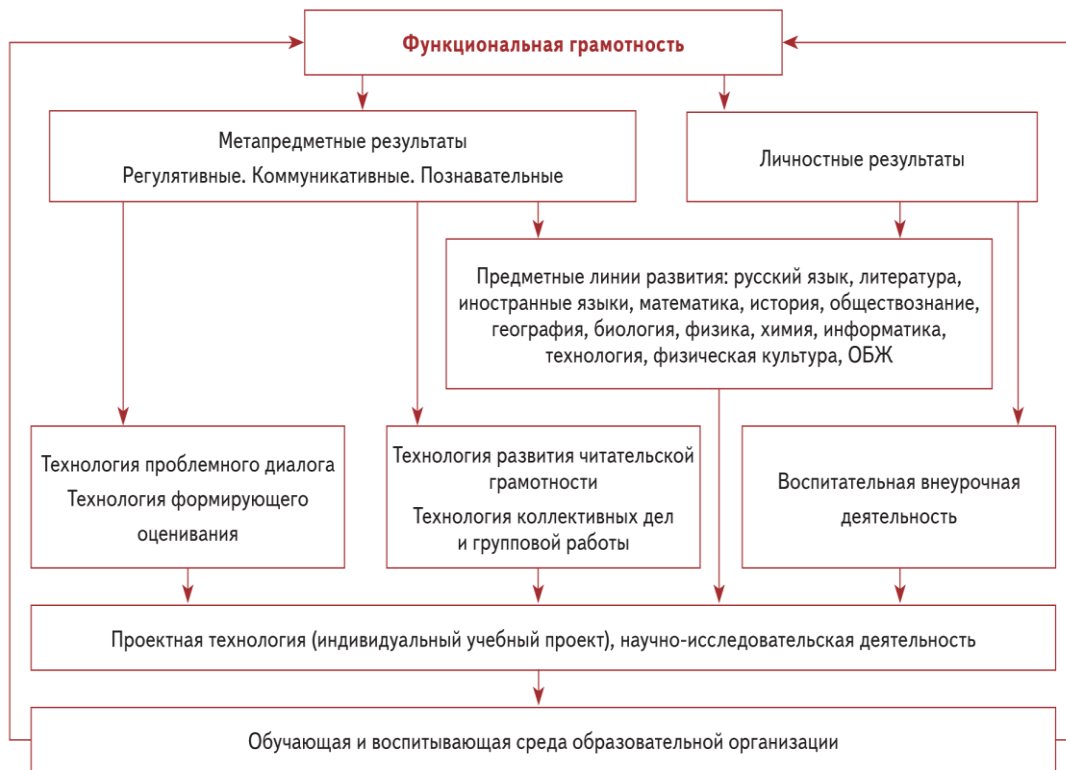 Функциональная грамотность
Метапредметные результаты
Регулятивные. Коммуникативные. Познавательные
Личностные результаты
Предметные линии развития: русский язык, литература,
иностранные языки, математика, история, обществознание,
география, биология, физика, химия, информатика,
технология, физическая культура, ОБЖ
Технология проблемного диалога
Технология формирующего
оценивания
Технология развития читательской
грамотности
Технология коллективных дел
и групповой работы
Воспитательная внеурочная
деятельность
Проектная технология (индивидуальный учебный проект), научно-исследовательская деятельность
Обучающая и воспитывающая среда образовательной организации